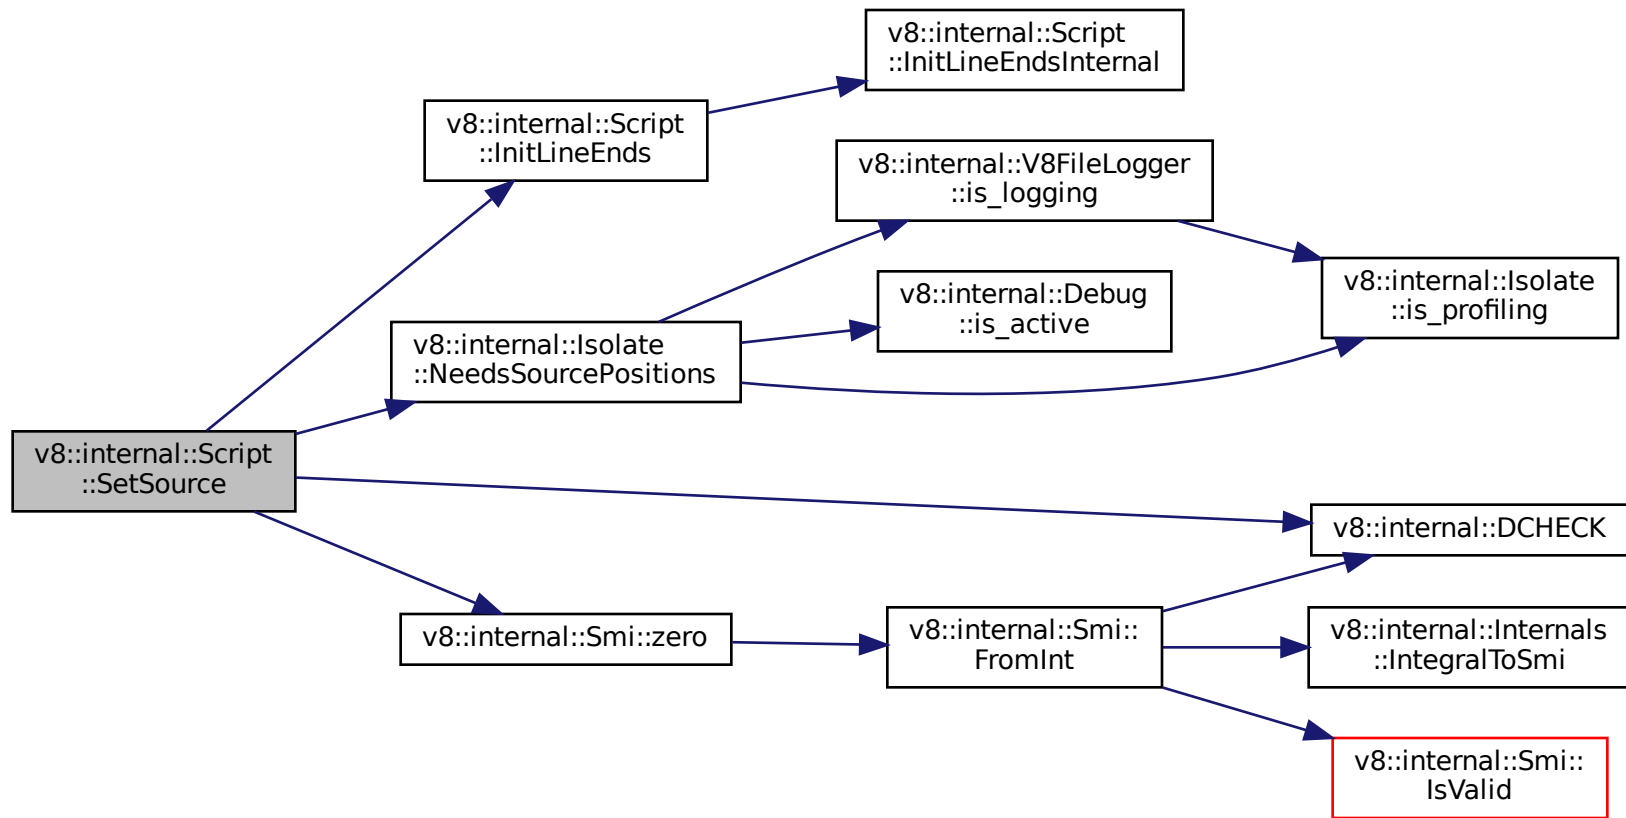 v8::internal::Script
::InitLineEndsInternal
v8::internal::Script
::InitLineEnds
v8::internal::V8FileLogger
::is_logging
v8::internal::Isolate
::is_profiling
v8::internal::Debug
::is_active
v8::internal::Isolate
::NeedsSourcePositions
v8::internal::Script
::SetSource
v8::internal::DCHECK
v8::internal::Smi::zero
v8::internal::Smi::
FromInt
v8::internal::Internals
::IntegralToSmi
v8::internal::Smi::
IsValid